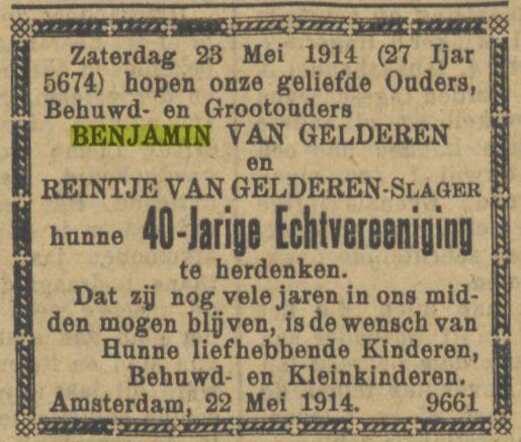 Zaterdag 23 Mei 1914 (27 Ijar
5674) hopen onze geliefde Ouders,
Behuwd- en Grootouders
BENJAMIN VAN GELDEREN
en
REINTJE VAN GELDEREN-SLAGER
hunne 40-Jarige Echtvereeniging
te herdenken.
Dat zij nog vele jaren in ons mid-
den mogen blijven, is de wensch van
Hunne liefhebbende Kinderen,
Behuwd- en Kleinkinderen.
Amsterdam, 22 Mei 1914. 9661